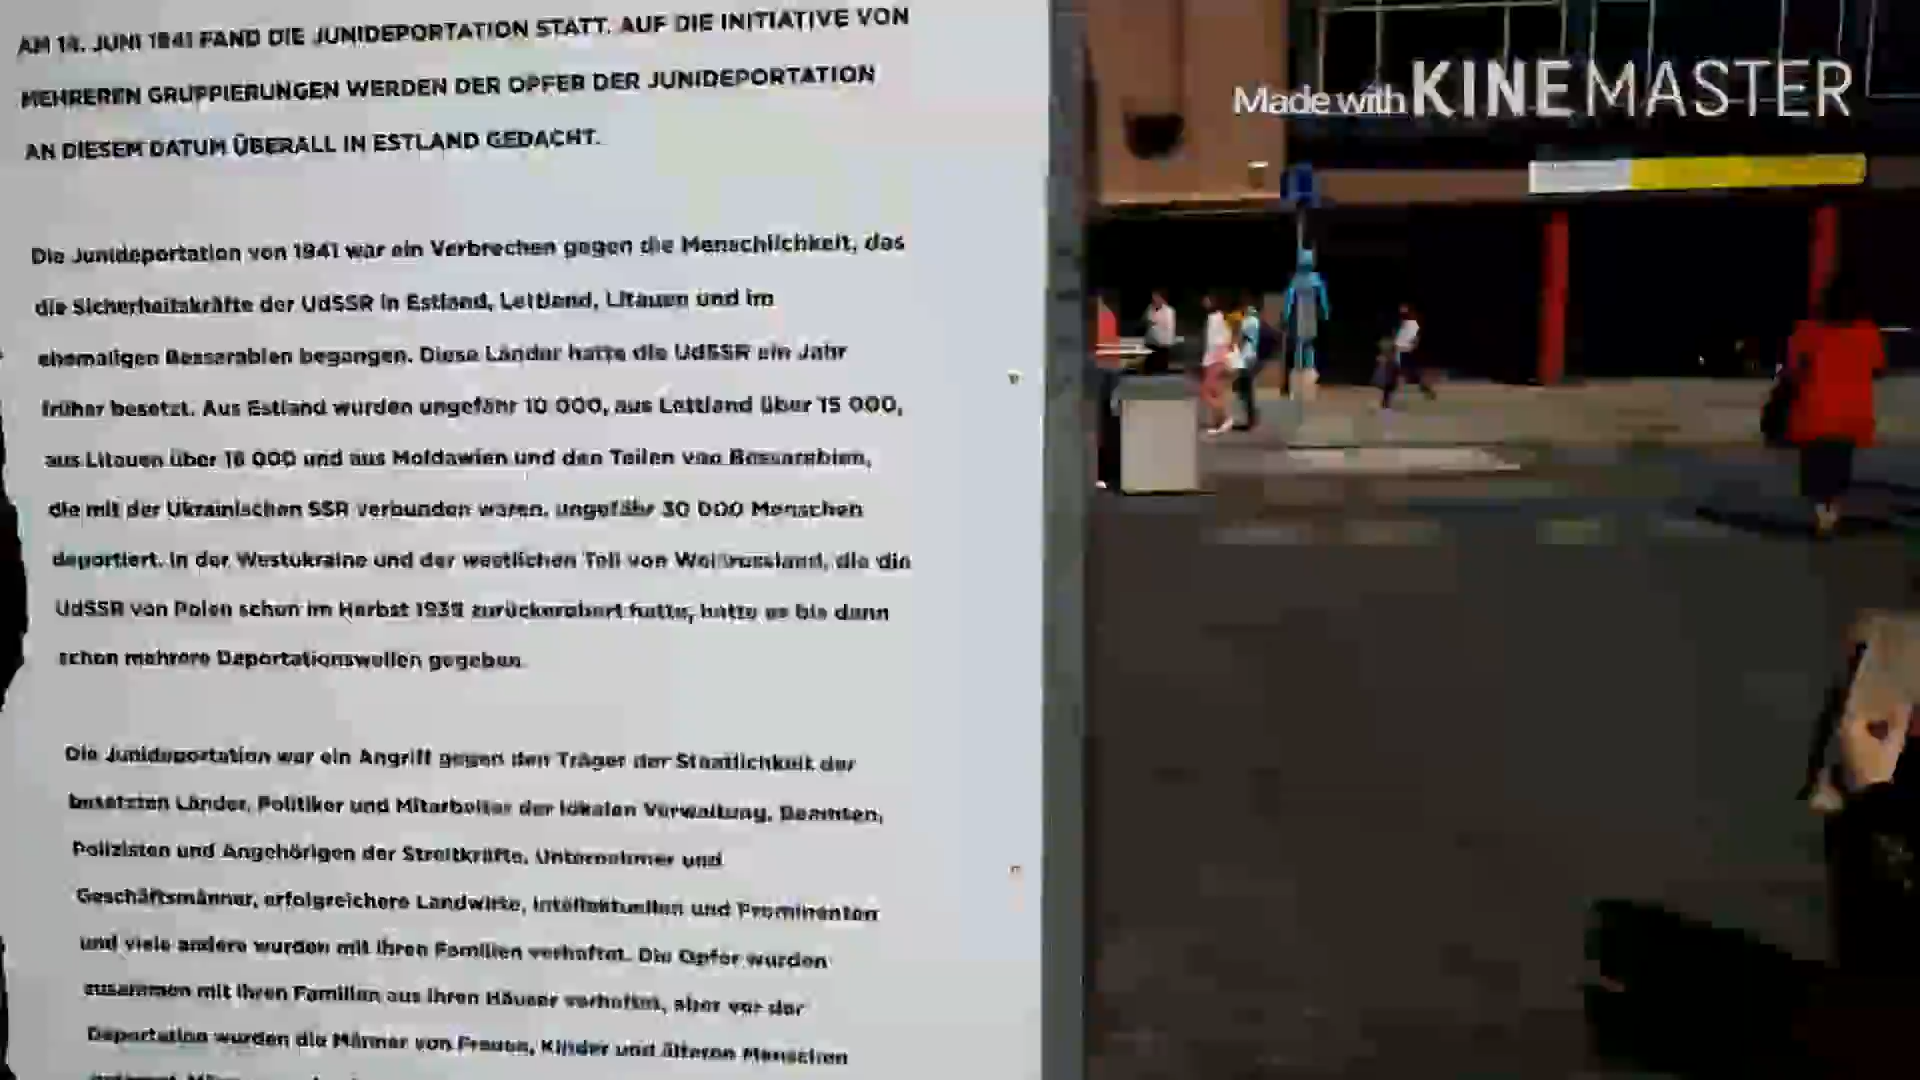 AM 14. JUNI 1941 FAND DIE JUNIDEPORTATION STATT. AUF DIE INITIATIVE VON
MEHREREN GRUPPIERUNGEN WERDEN DER OPFER DER JUNIDEPORTATION
AN DIESEM DATUM ÜBERALL IN ESTLAND GEDACHT.
Die Junideportation von 1941 war ein Verbrechen gegen die Menschlichkeit, das
die Sicherheitskräfte der UdSSR in Estland, Lettland, Litauen und im
ehemaligen Bessarabien begangen. Diese Länder hatte die UdSSR ein Jahr
früher besetzt. Aus Estland wurden ungefähr 10 000, aus Lettland über 15 000,
aus Litauen über 000 und aus Moldawien und den Teilen von Bessarabien,
die mit der Ukrainischen SSR verbunden waren, ungefähr 30 000 Menschen
deportiert. In der Westukraine und der westlichen Teil von Weißrussland, die die
UdSSR von Polen schon im Herbst 1939 zurückerobert hatte, hatte es bis dann
schon mehrere Deportationswellen gegeben.
Die Junideportation war ein Angriff gegen den Träger der Staatlichkeit der
besetzten Länder, Politiker und Mitarbeiter der lokalen Verwaltung, Beamten,
Polizisten und Angehörigen der Streitkräfte, Unternehmer und
Geschäftsmänner, erfolgreichere Landwirte, Intellektuellen und Prominenten
und viele andere wurden mit ihren Familien verhaftet. Die Opfer wurden
zusammen mit ihren Familien aus ihren Häuser verhaftet, aber vor der
Deportation wurden die Männer von Frauen, Kinder und älteren Menschen
Made with KINEMASTER